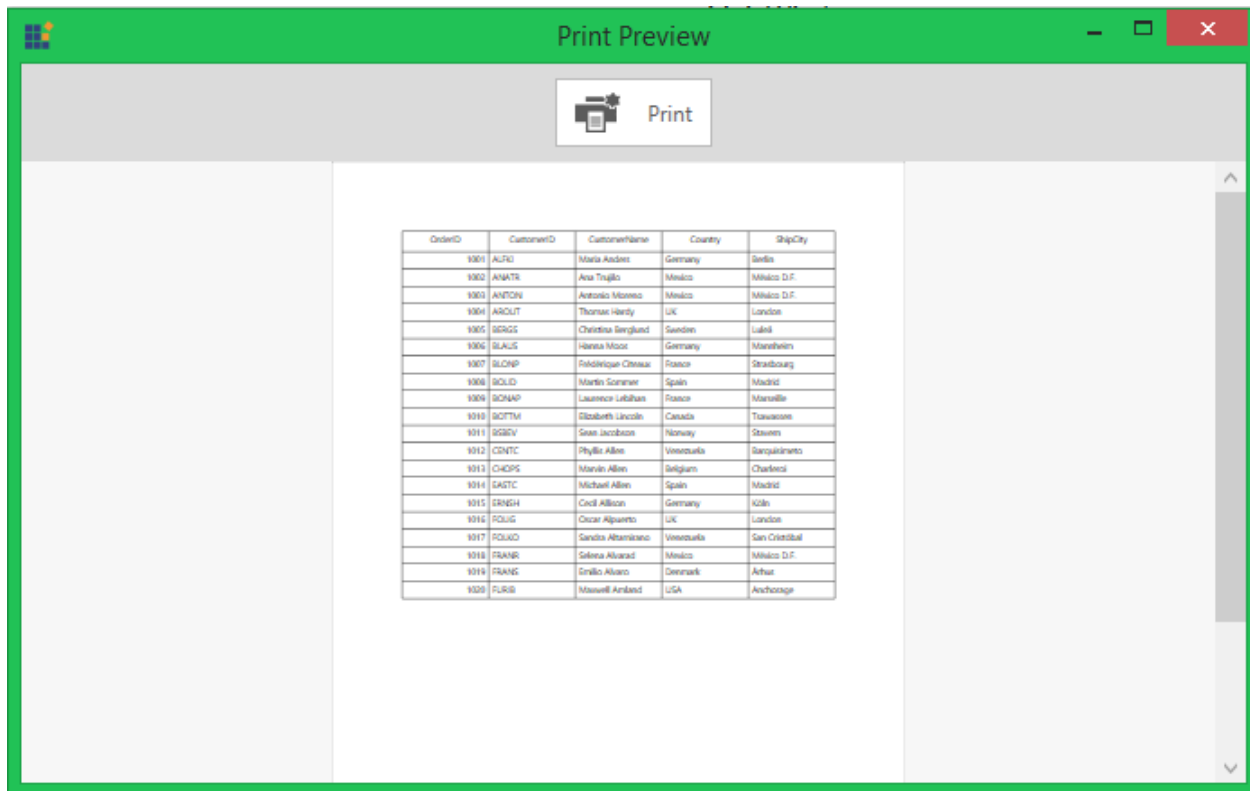 Print Preview
Print
OrderID CustomerID CustomerName Country ShipCity
1001 ALFKI Maria Anders Germany Berlin
1002 ANATR Ana Trujillo Mexico México D.F.
1003 ANTON Antonio Moreno Mexico México D.F.
1004 AROUT Thomas Hardy UK London
1005 BERGS Christina Berglund Sweden Luleå
1006 BLAUS Hanna Moos Germany Mannheim
1007 BLONP Frédérique Citeaux France Strasbourg
1008 BOLID Martin Sommer Spain Madrid
1009 BONAP Laurence Lebihan France Marseille
1010 BOTTM Elizabeth Lincoln Canada Tsawassen
1011 BSBEV Sean Jacobson Norway Stavern
1012 CENTC Phyllis Allen Venezuela Barquisimeto
1013 CHOPS Marvin Allen Belgium Charleroi
1014 EASTC Michael Allen Spain Madrid
1015 ERNSH Cecil Allison Germany Köln
1016 FOLIG Oscar Alpuerto UK London
1017 FOLKO Sandra Altamirano Venezuela San Cristóbal
1018 FRANR Selena Alvarad Mexico México D.F.
1019 FRANS Emilio Alvaro Denmark Århus
1020 FURIB Maxwell Amland USA Anchorage